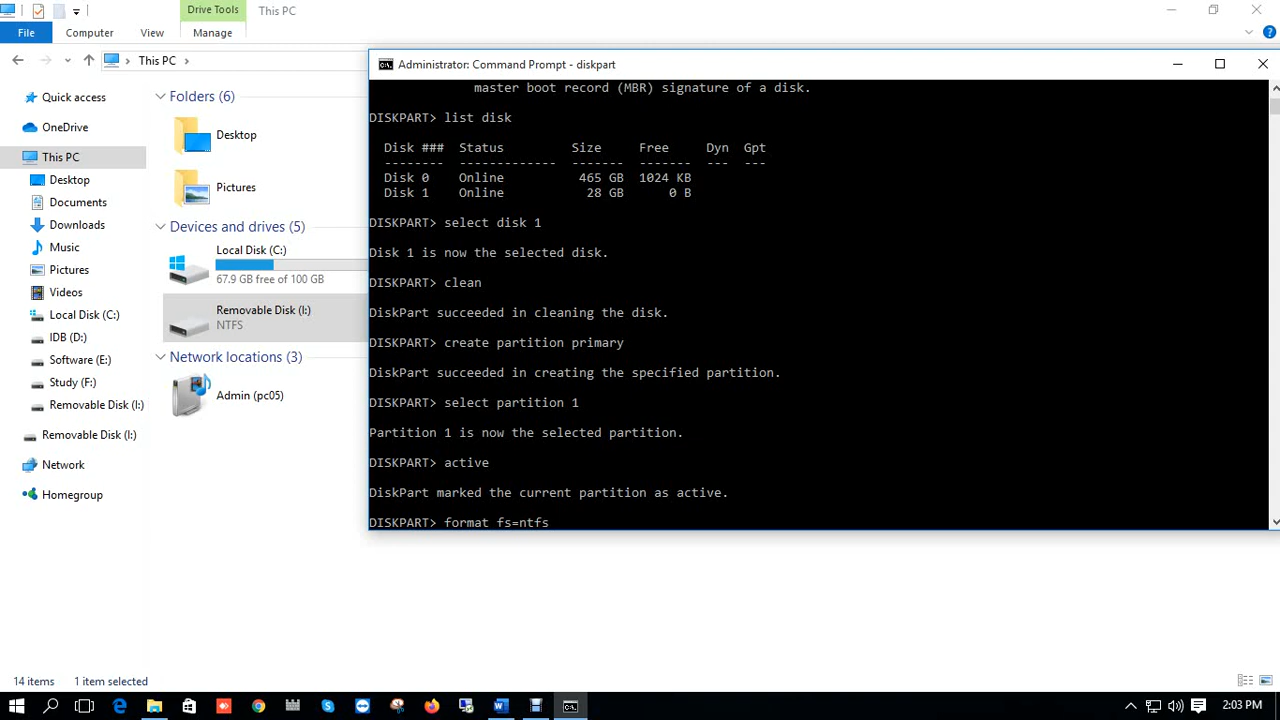 Drive Tools
This PC
File
Computer
View
Manage
This PC
Administrator: Command Prompt - diskpart
Quick access
OneDrive
This PC
Desktop
Documents
Downloads
Music
Pictures
Videos
Local Disk (C:)
IDB (D:)
Software (E:)
Study (F:)
Removable Disk (I:)
Removable Disk (I:)
Network
Homegroup
Folders (6)
Desktop
Pictures
Devices and drives (5)
Local Disk (C:)
67.9 GB free of 100 GB
Removable Disk (I:)
NTFS
Network locations (3)
Admin (pc05)
master boot record (MBR) signature of a disk.
DISKPART> list disk
Disk ### Status Size Free Dyn Gpt
-------- ------------- ------- ------- --- ---
Disk 0 Online 465 GB 1024 KB
Disk 1 Online 28 GB 0 B
DISKPART> select disk 1
Disk 1 is now the selected disk.
DISKPART> clean
DiskPart succeeded in cleaning the disk.
DISKPART> create partition primary
DiskPart succeeded in creating the specified partition.
DISKPART> select partition 1
Partition 1 is now the selected partition.
DISKPART> active
DiskPart marked the current partition as active.
DISKPART> format fs=ntfs
14 items
1 item selected
2:03 PM